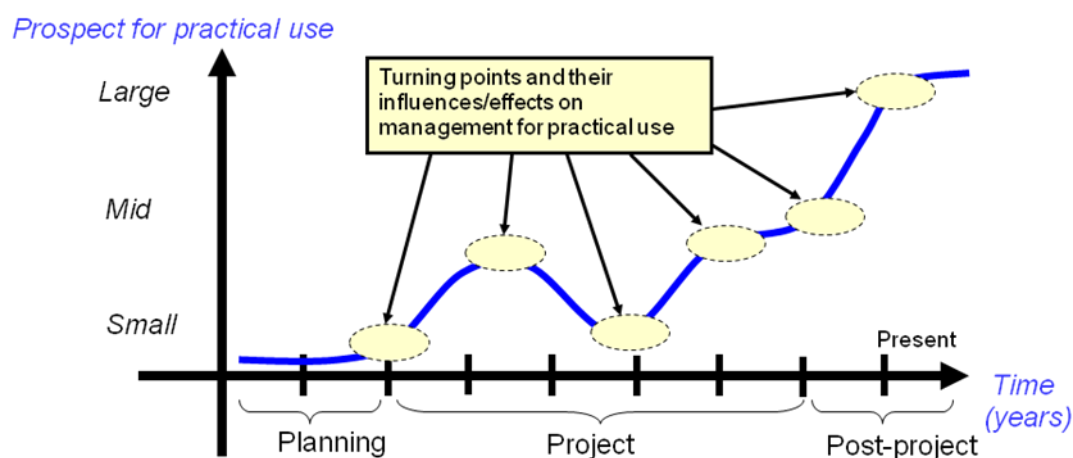 Prospect for practical use
Large
Turning points and their
influences/effects on
management for practical use
Mid
Small
Present
Time
(years)
Planning
Project
Post-project